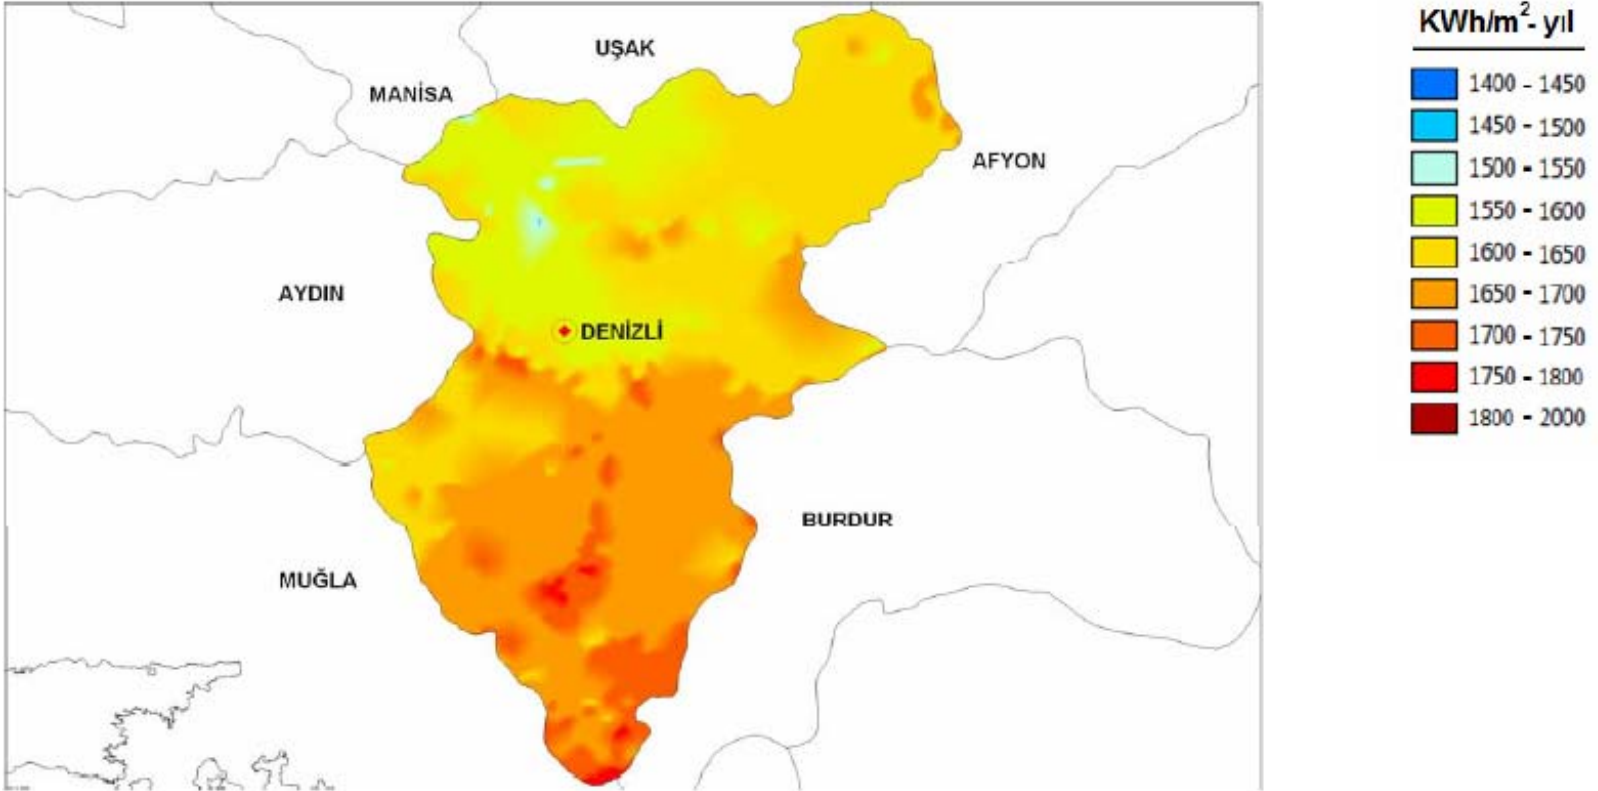 KWh/m²- yıl
UŞAK
MANİSA
AFYON
AYDIN
DENİZLİ
BURDUR
MUĞLA
1400 - 1450
1450 - 1500
1500 - 1550
1550 - 1600
1600 - 1650
1650 - 1700
1700 - 1750
1750 - 1800
1800 - 2000